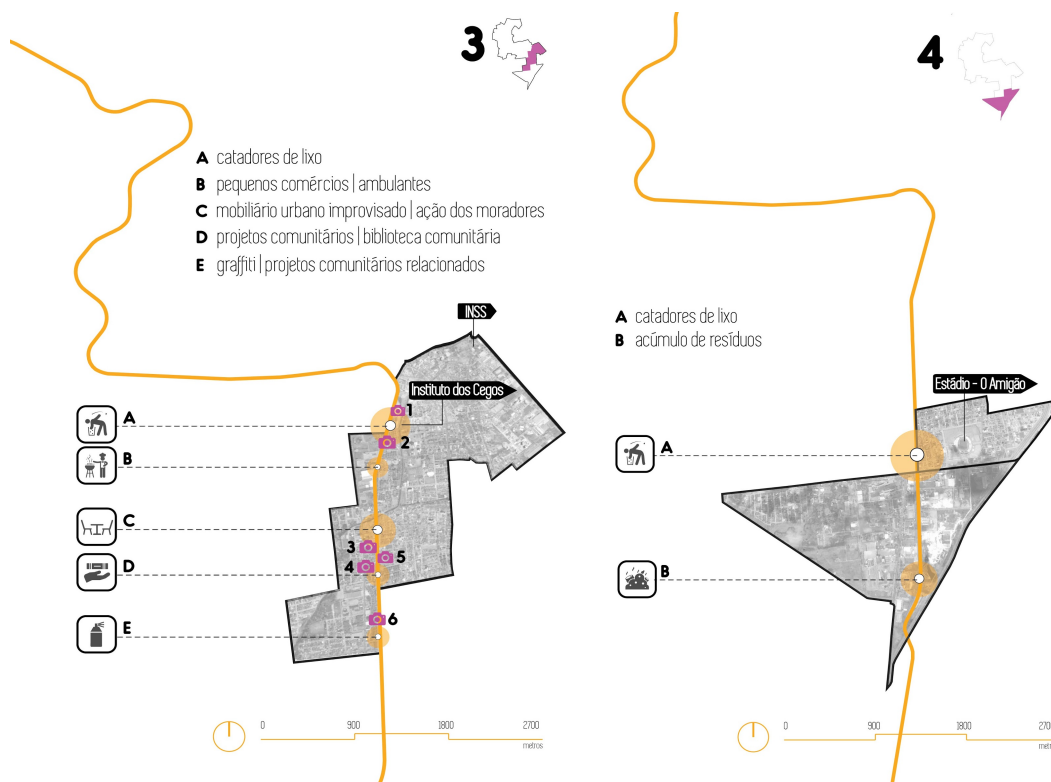 3
A catadores de lixo
B pequenos comércios | ambulantes
C mobiliário urbano improvisado | ação dos moradores
D projetos comunitários | biblioteca comunitária
E graffiti | projetos comunitários relacionados
INSS
Instituto dos Cegos
1
A
2
B
C
3
5
4
D
6
E
0 900 1800 2700
metros
4
A catadores de lixo
B acúmulo de resíduos
Estádio - O Amigão
A
B
0 900 1800 270
metro